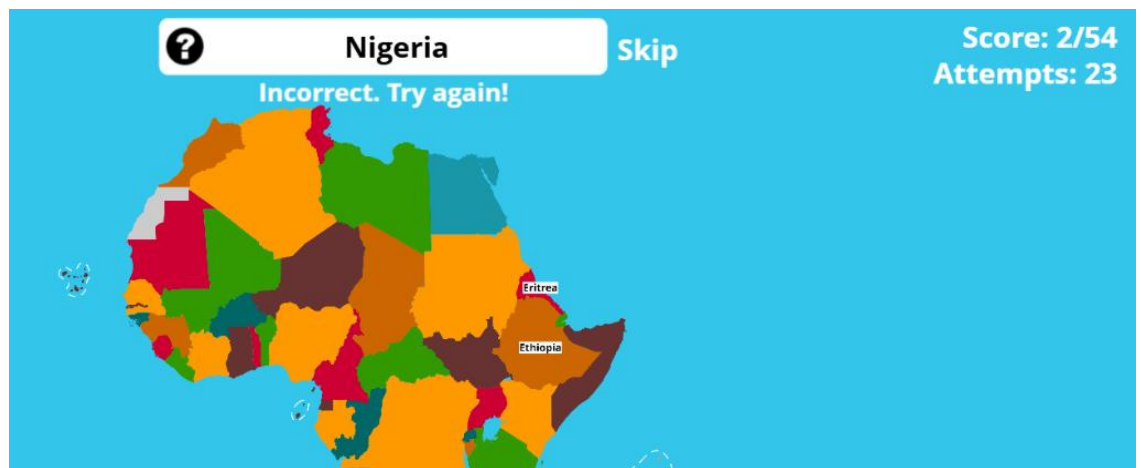 ?
Nigeria
Skip
Score: 2/54
Attempts: 23
Incorrect. Try again!
Eritrea
Ethiopia